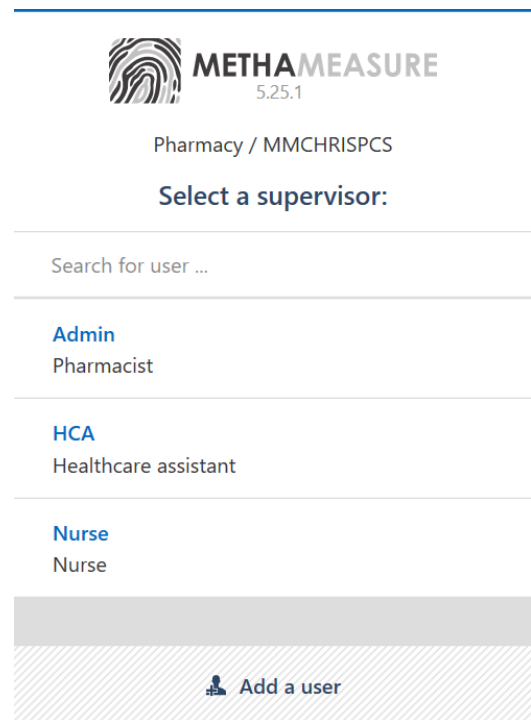 METHAMEASURE
5.25.1
Pharmacy / MMCHRISPCS
Select a supervisor:
Search for user ...
Admin
Pharmacist
HCA
Healthcare assistant
Nurse
Nurse
Add a user